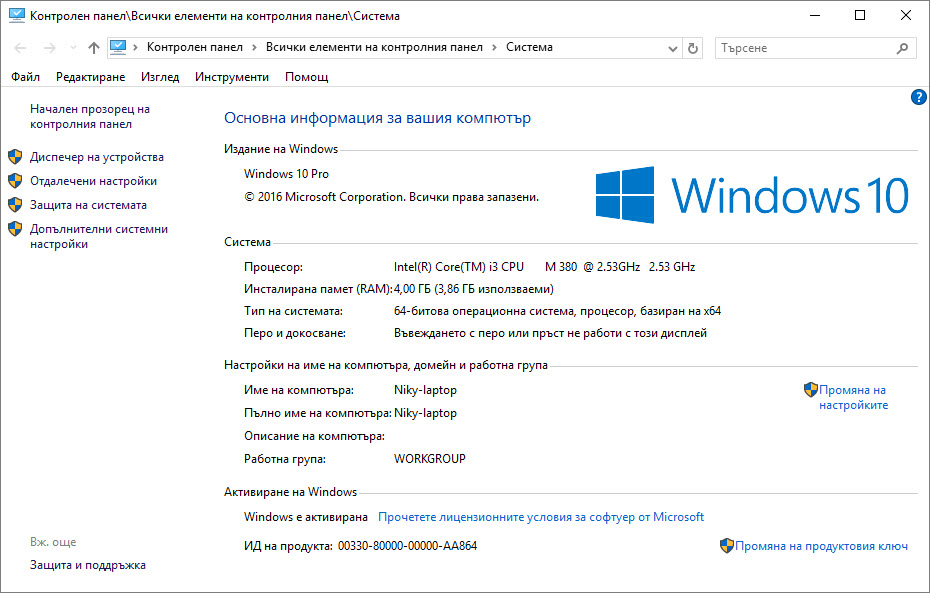 Контролен панел\Всички елементи на контролния панел\Система
Контролен панел > Всички елементи на контролния панел > Система
Търсене
Файл Редактиране Изглед Инструменти Помощ
Начален прозорец на
контролния панел
Диспечер на устройства
Отдалечени настройки
Защита на системата
Допълнителни системни
настройки
Вж. още
Защита и поддръжка
?
Основна информация за вашия компютър
Издание на Windows
Windows 10 Pro
© 2016 Microsoft Corporation. Всички права запазени.
Windows 10
Система
Процесор: Intel(R) Core(TM) i3 CPU M 380 @ 2.53GHz 2.53 GHz
Инсталирана памет (RAM): 4,00 ГБ (3,86 ГБ използваеми)
Тип на системата: 64-битова операционна система, процесор, базиран на x64
Перо и докосване: Въвеждането с перо или пръст не работи с този дисплей
Настройки на име на компютъра, домейн и работна група
Име на компютъра: Niky-laptop
Пълно име на компютъра: Niky-laptop
Описание на компютъра:
Работна група: WORKGROUP
Промяна на
настройките
Активиране на Windows
Windows е активирана Прочетете лицензионните условия за софтуер от Microsoft
ИД на продукта: 00330-80000-00000-AA864
Промяна на продуктовия ключ